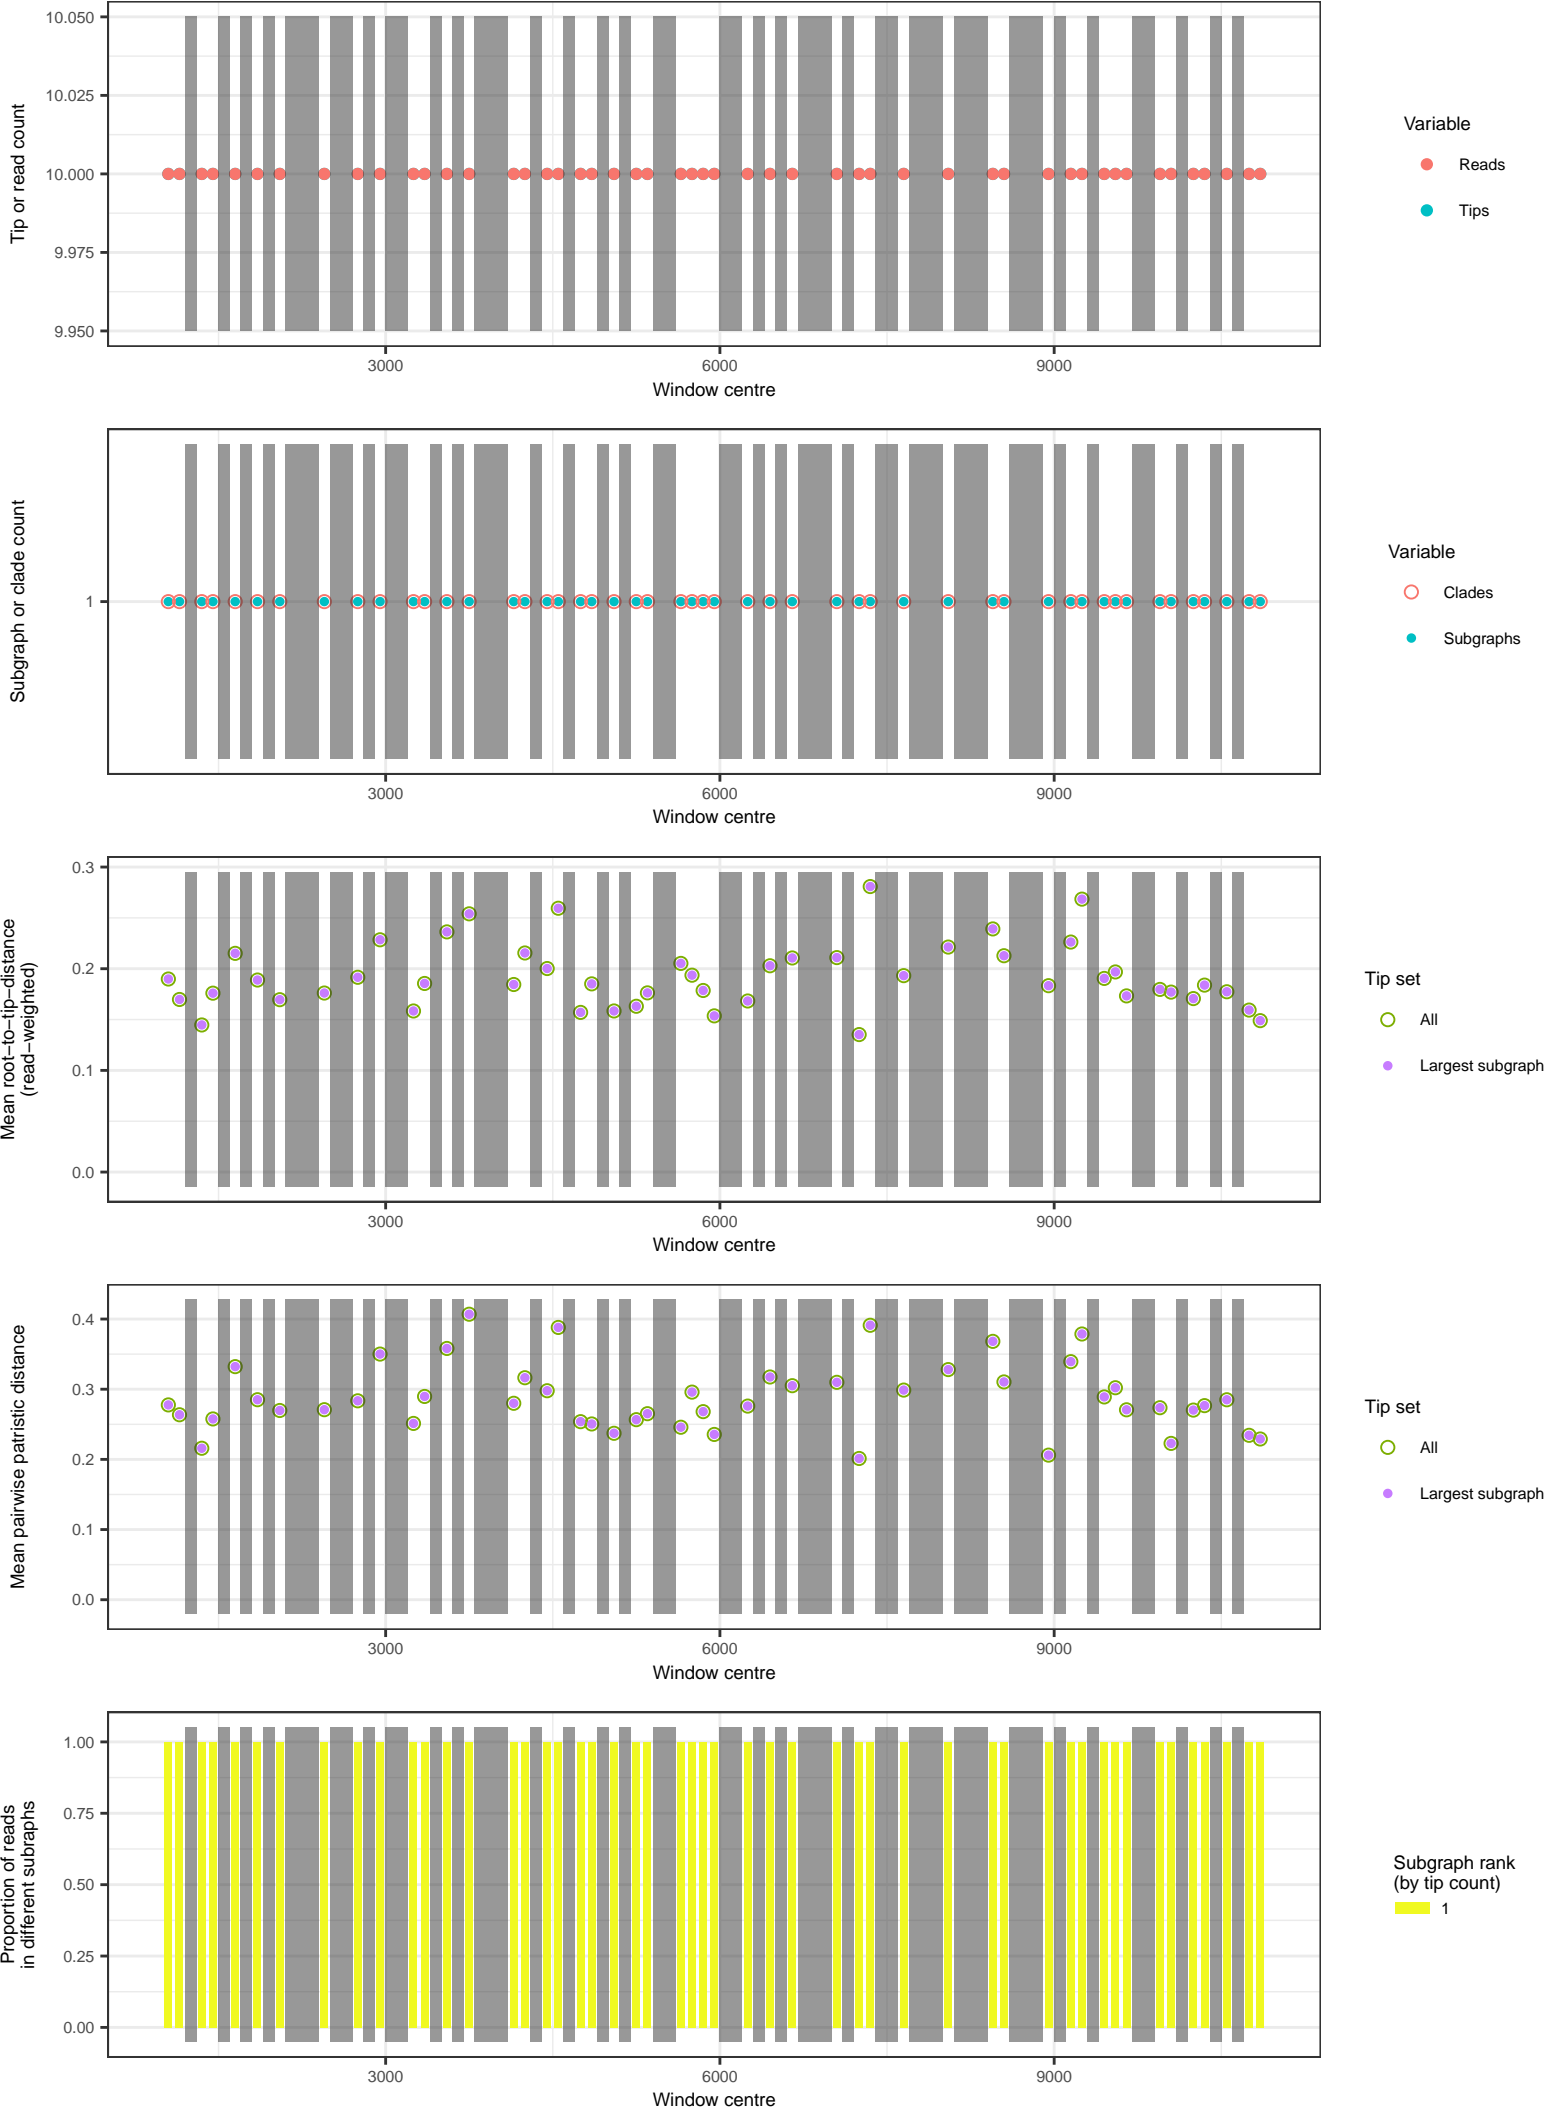 10.050
10.025
10.000
9.975
9.950
Tip or read count
3000
6000
9000
Window centre
Variable
Reads
Tips
1
Subgraph or clade count
3000
6000
9000
Window centre
Variable
Clades
Subgraphs
0.3
0.2
0.1
0.0
Mean root−to−tip−distance
(read−weighted)
3000
6000
9000
Window centre
Tip set
All
Largest subgraph
0.4
0.3
0.2
0.1
0.0
Mean pairwise patristic distance
3000
6000
9000
Window centre
Tip set
All
Largest subgraph
1.00
0.75
0.50
0.25
0.00
Proportion of reads
in different subraphs
3000
6000
9000
Window centre
Subgraph rank
(by tip count)
1